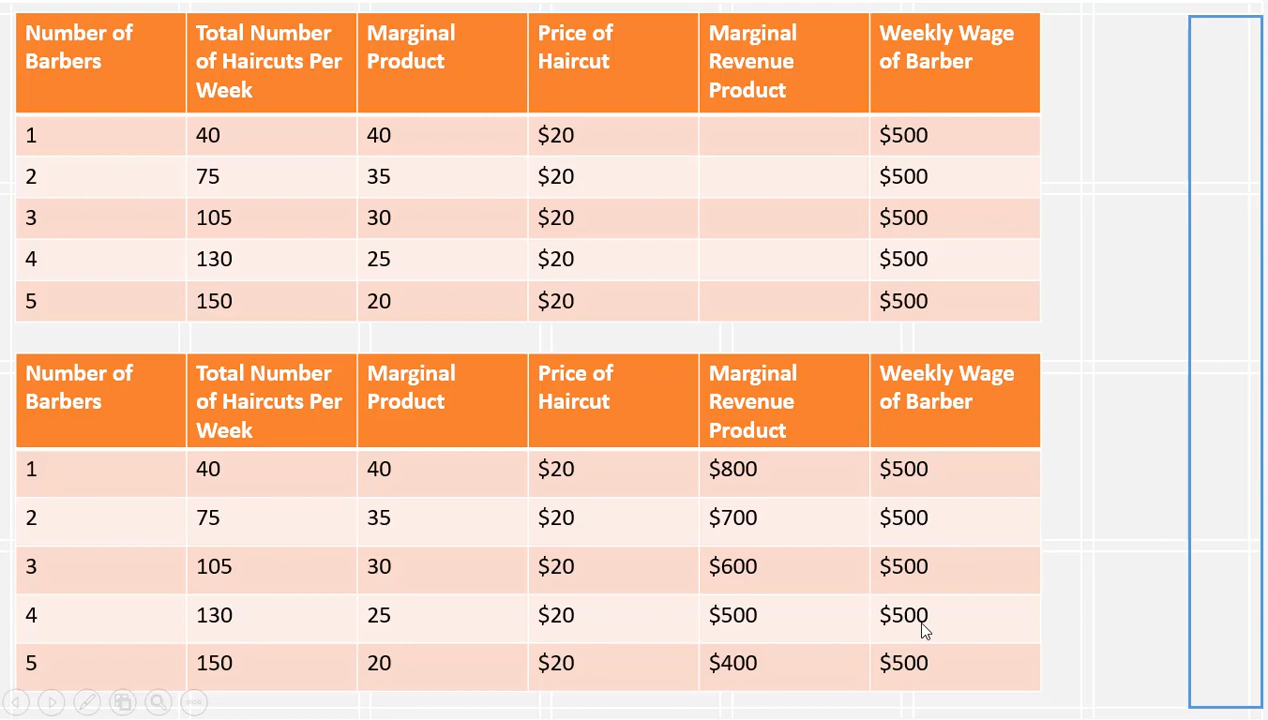 Number of Barbers	Total Number of Haircuts Per Week	Marginal Product	Price of Haircut	Marginal Revenue Product	Weekly Wage of Barber
1	40	40	$20		$500
2	75	35	$20		$500
3	105	30	$20		$500
4	130	25	$20		$500
5	150	20	$20		$500
Number of Barbers	Total Number of Haircuts Per Week	Marginal Product	Price of Haircut	Marginal Revenue Product	Weekly Wage of Barber
1	40	40	$20	$800	$500
2	75	35	$20	$700	$500
3	105	30	$20	$600	$500
4	130	25	$20	$500	$500
5	150	20	$20	$400	$500